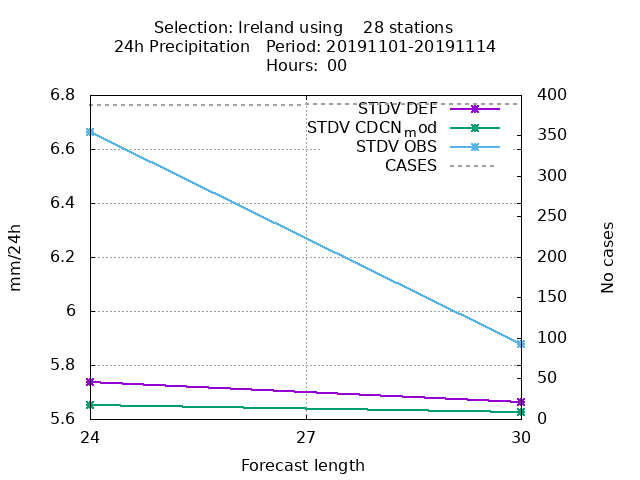 Selection: Ireland using    28 stations
24h Precipitation   Period: 20191101-20191114
Hours:  00
6.8
6.6
6.4
6.2
6
5.8
5.6
400
350
300
250
200
150
100
50
0
24
27
30
STDV DEF
STDV CDCNmod
STDV OBS
CASES
mm/24h
No cases
Forecast length